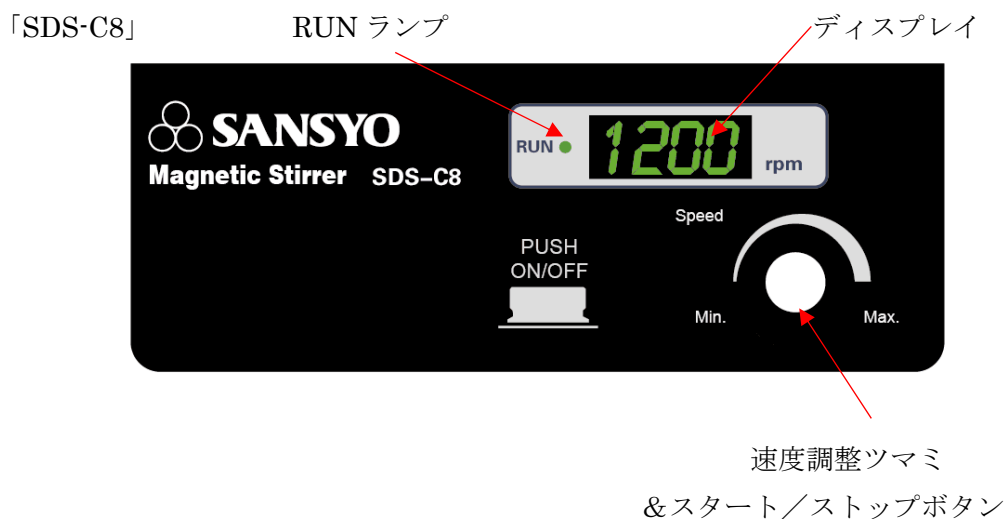 「SDS-C8」 RUN ランプ ディスプレイ
SANSYO
Magnetic Stirrer SDS-C8
RUN 1200 rpm
Speed
PUSH
ON/OFF
Min. Max.
速度調整ツマミ
&スタート／ストップボタン